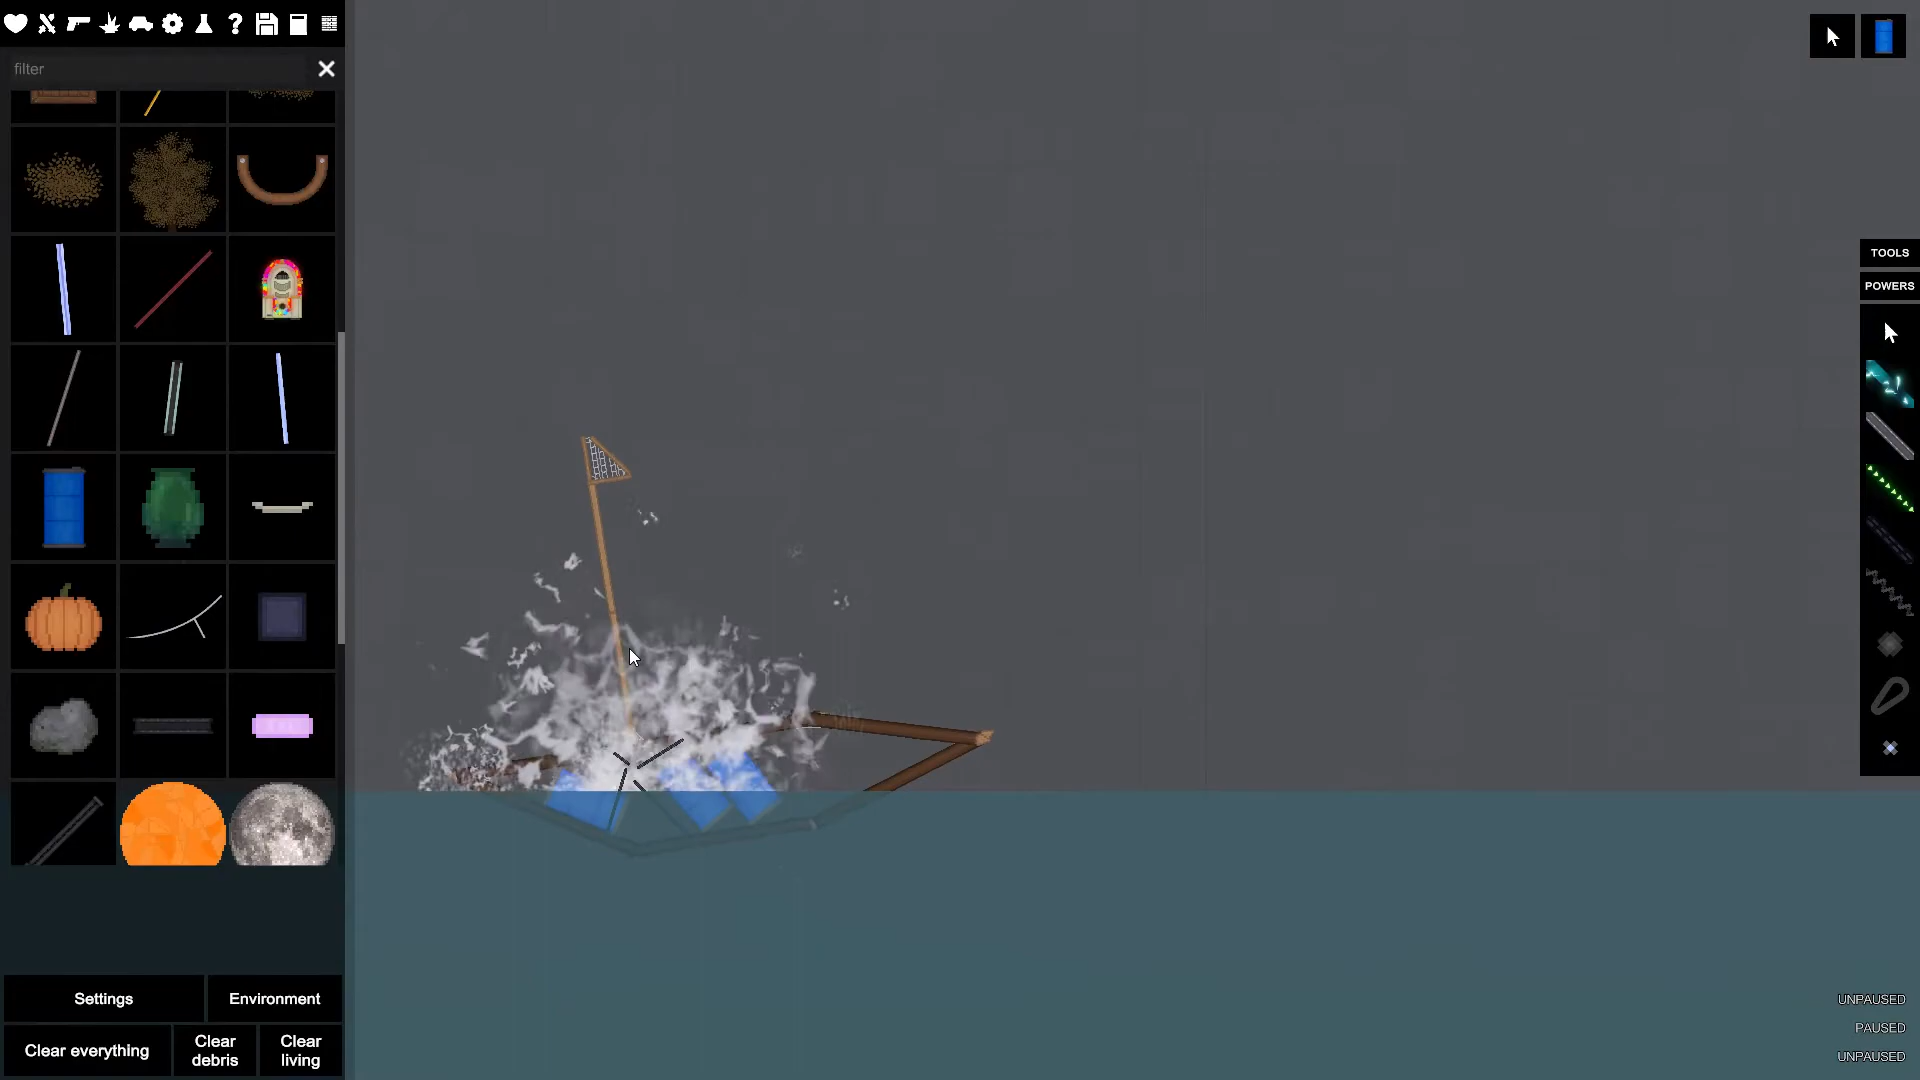 filter
TOOLS
POWERS
Settings
Environment
Clear everything
Clear debris
Clear living
UNPAUSED
PAUSED
UNPAUSED